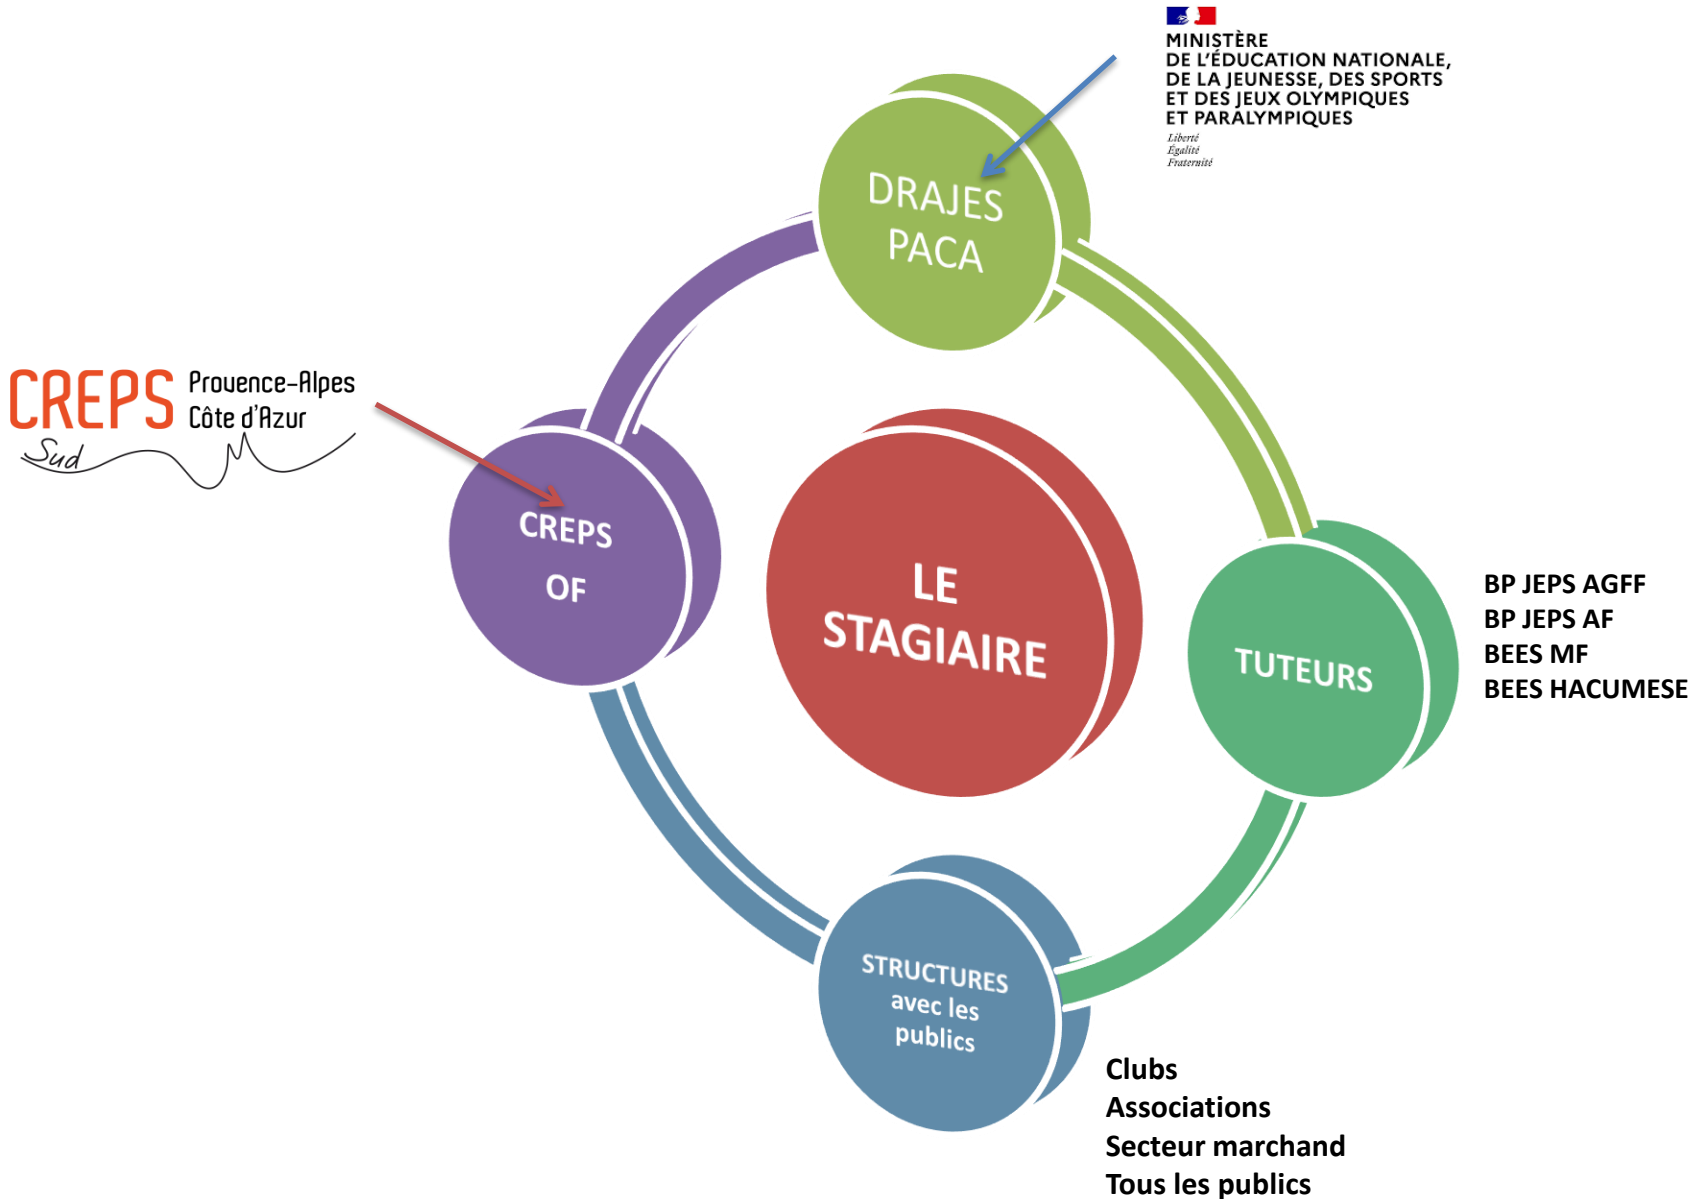 MINISTÈRE
DE L'ÉDUCATION NATIONALE,
DE LA JEUNESSE, DES SPORTS
ET DES JEUX OLYMPIQUES
ET PARALYMPIQUES
Liberté
Égalité
Fraternité
DRAJES
PACA
CREPS
Provence-Alpes
Côte d'Azur
Sud
CREPS
OF
LE
STAGIAIRE
TUTEURS
BP JEPS AGFF
BP JEPS AF
BEES MF
BEES HACUMESE
STRUCTURES
avec les
publics
Clubs
Associations
Secteur marchand
Tous les publics